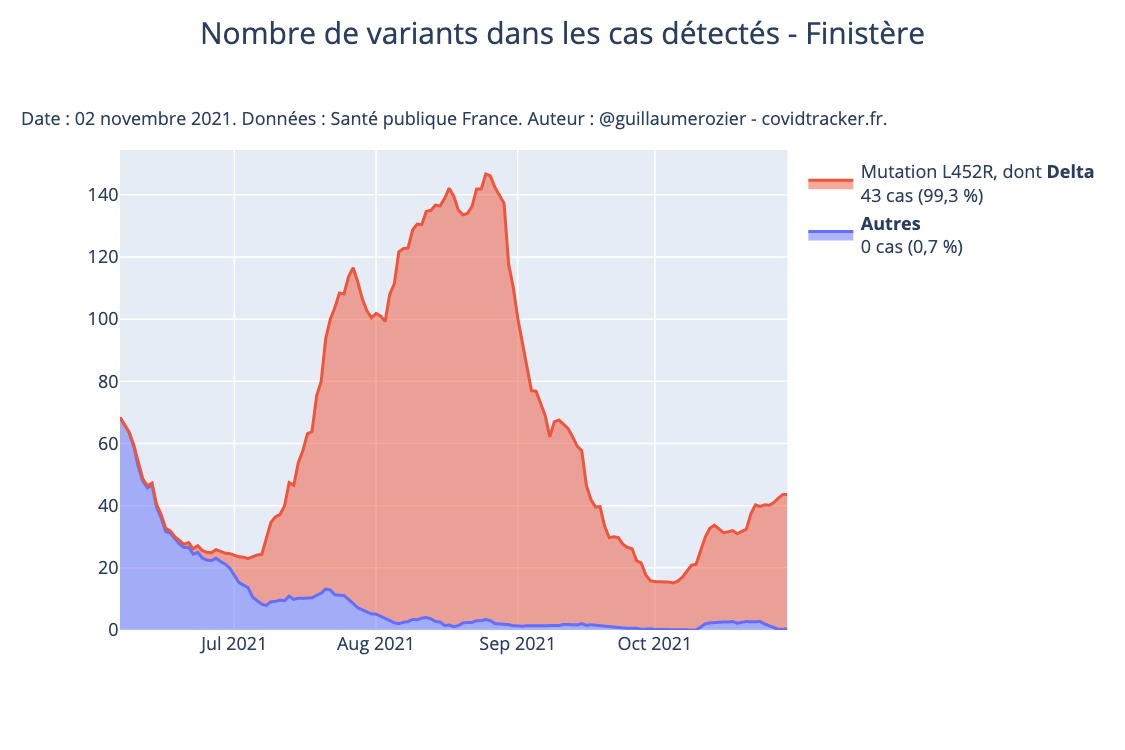 Nombre de variants dans les cas détectés - Finistère
Date : 02 novembre 2021. Données : Santé publique France. Auteur : @guillaumerozier - covidtracker.fr.
Mutation L452R, dont Delta
43 cas (99,3 %)
Autres
0 cas (0,7 %)
140
120
100
80
60
40
20
0
Jul 2021 Aug 2021 Sep 2021 Oct 2021